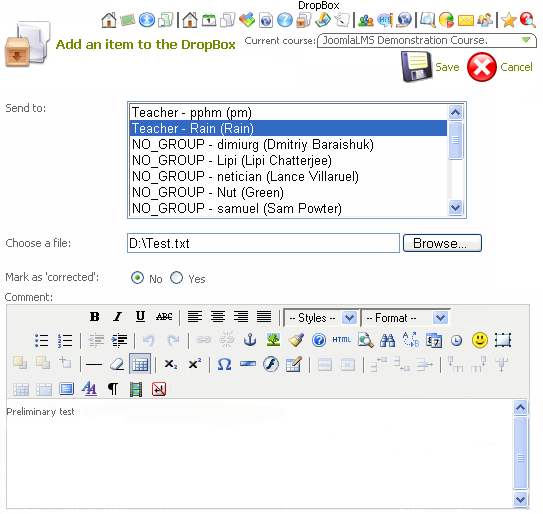 DropBox
Add an item to the DropBox
Current course: JoomlaLMS Demonstration Course.
Save Cancel
Send to:
Teacher - pphm (pm)
Teacher - Rain (Rain)
NO_GROUP - dimiurg (Dmitriy Baraishuk)
NO_GROUP - Lipi (Lipi Chatterjee)
NO_GROUP - netician (Lance Villaruel)
NO_GROUP - Nut (Green)
NO_GROUP - samuel (Sam Powter)
Choose a file: D:\Test.txt Browse...
Mark as 'corrected': No Yes
Comment:
B I U ABC -- Styles -- -- Format --
HTML
Preliminary test